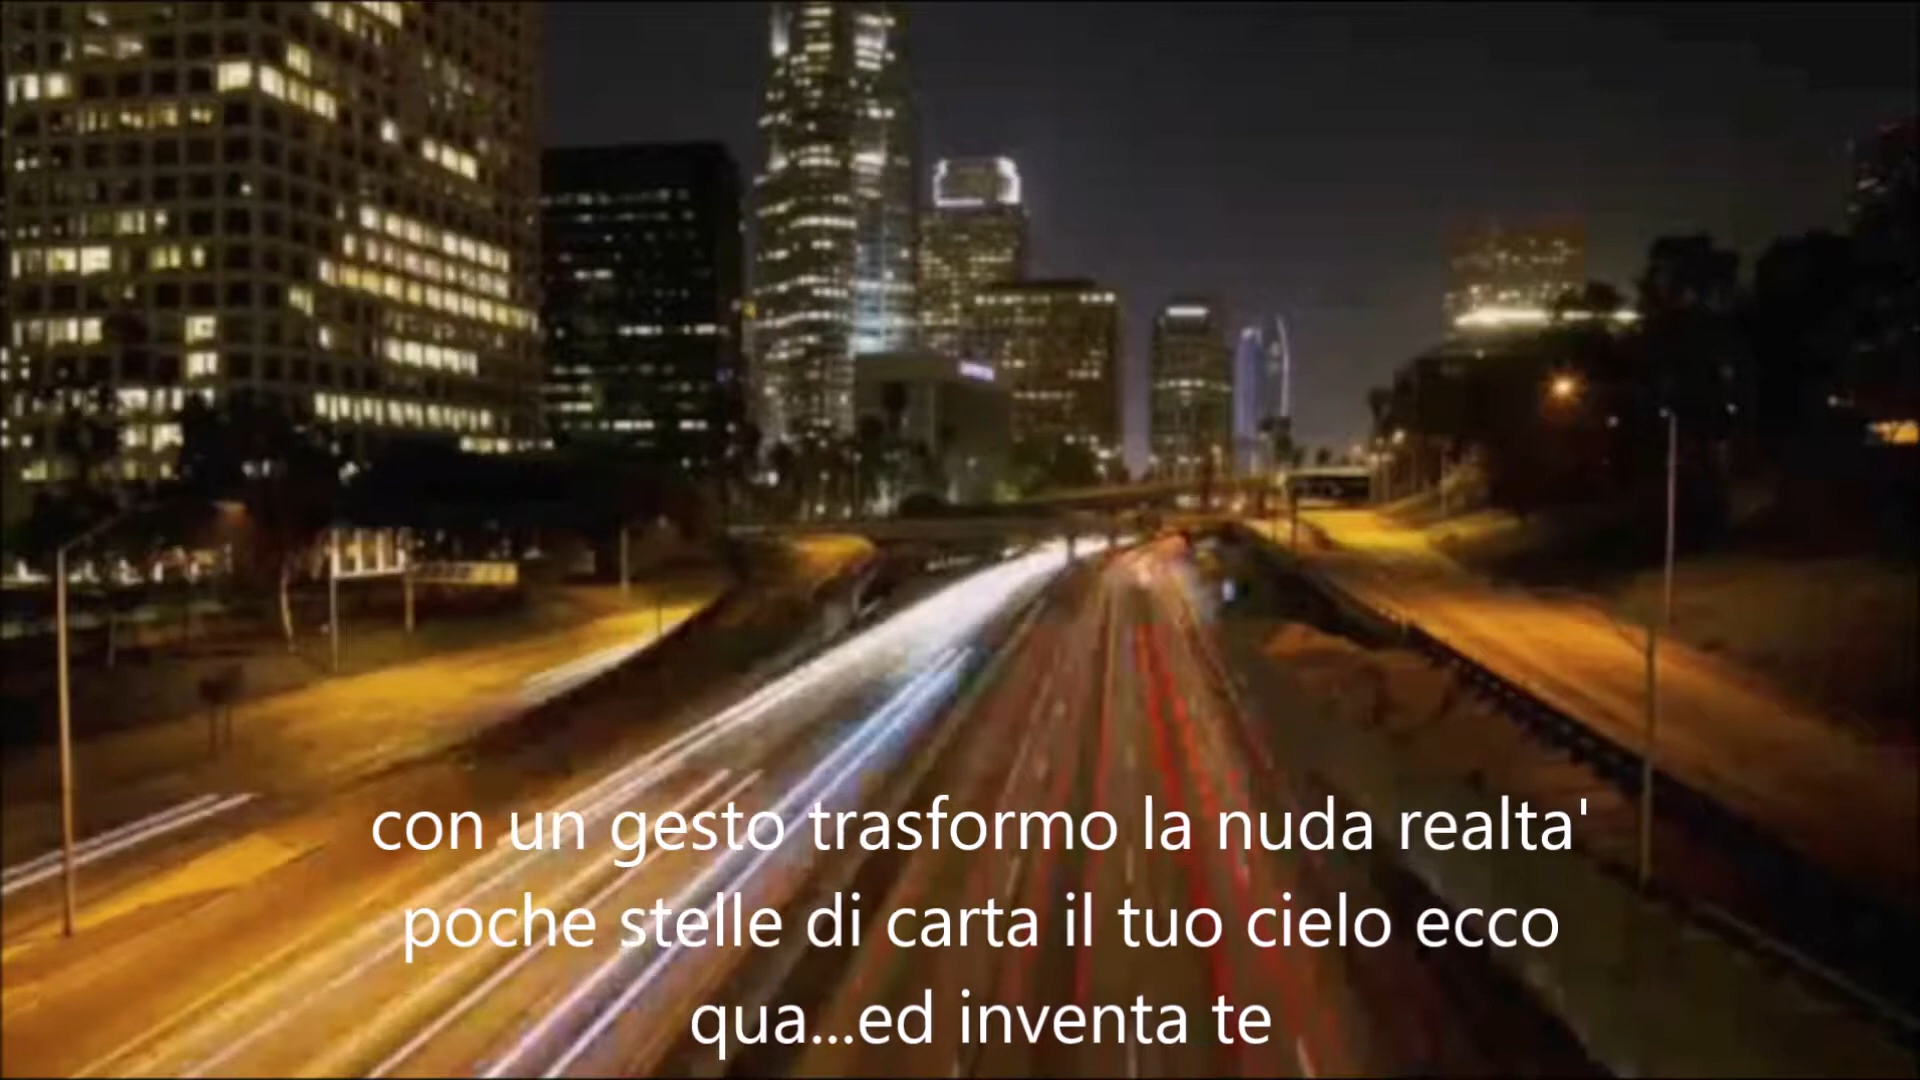 con un gesto trasformo la nuda realta'
poche stelle di carta il tuo cielo ecco
qua...ed inventa te